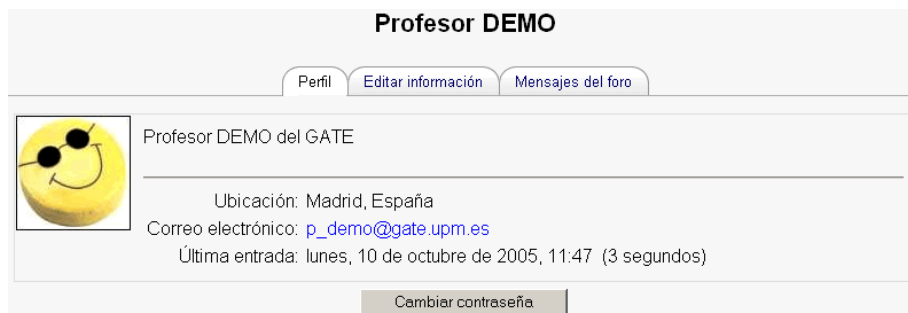 Profesor DEMO
Perfil Editar información Mensajes del foro
Profesor DEMO del GATE
Ubicación: Madrid, España
Correo electrónico: p_demo@gate.upm.es
Última entrada: lunes, 10 de octubre de 2005, 11:47 (3 segundos)
Cambiar contraseña